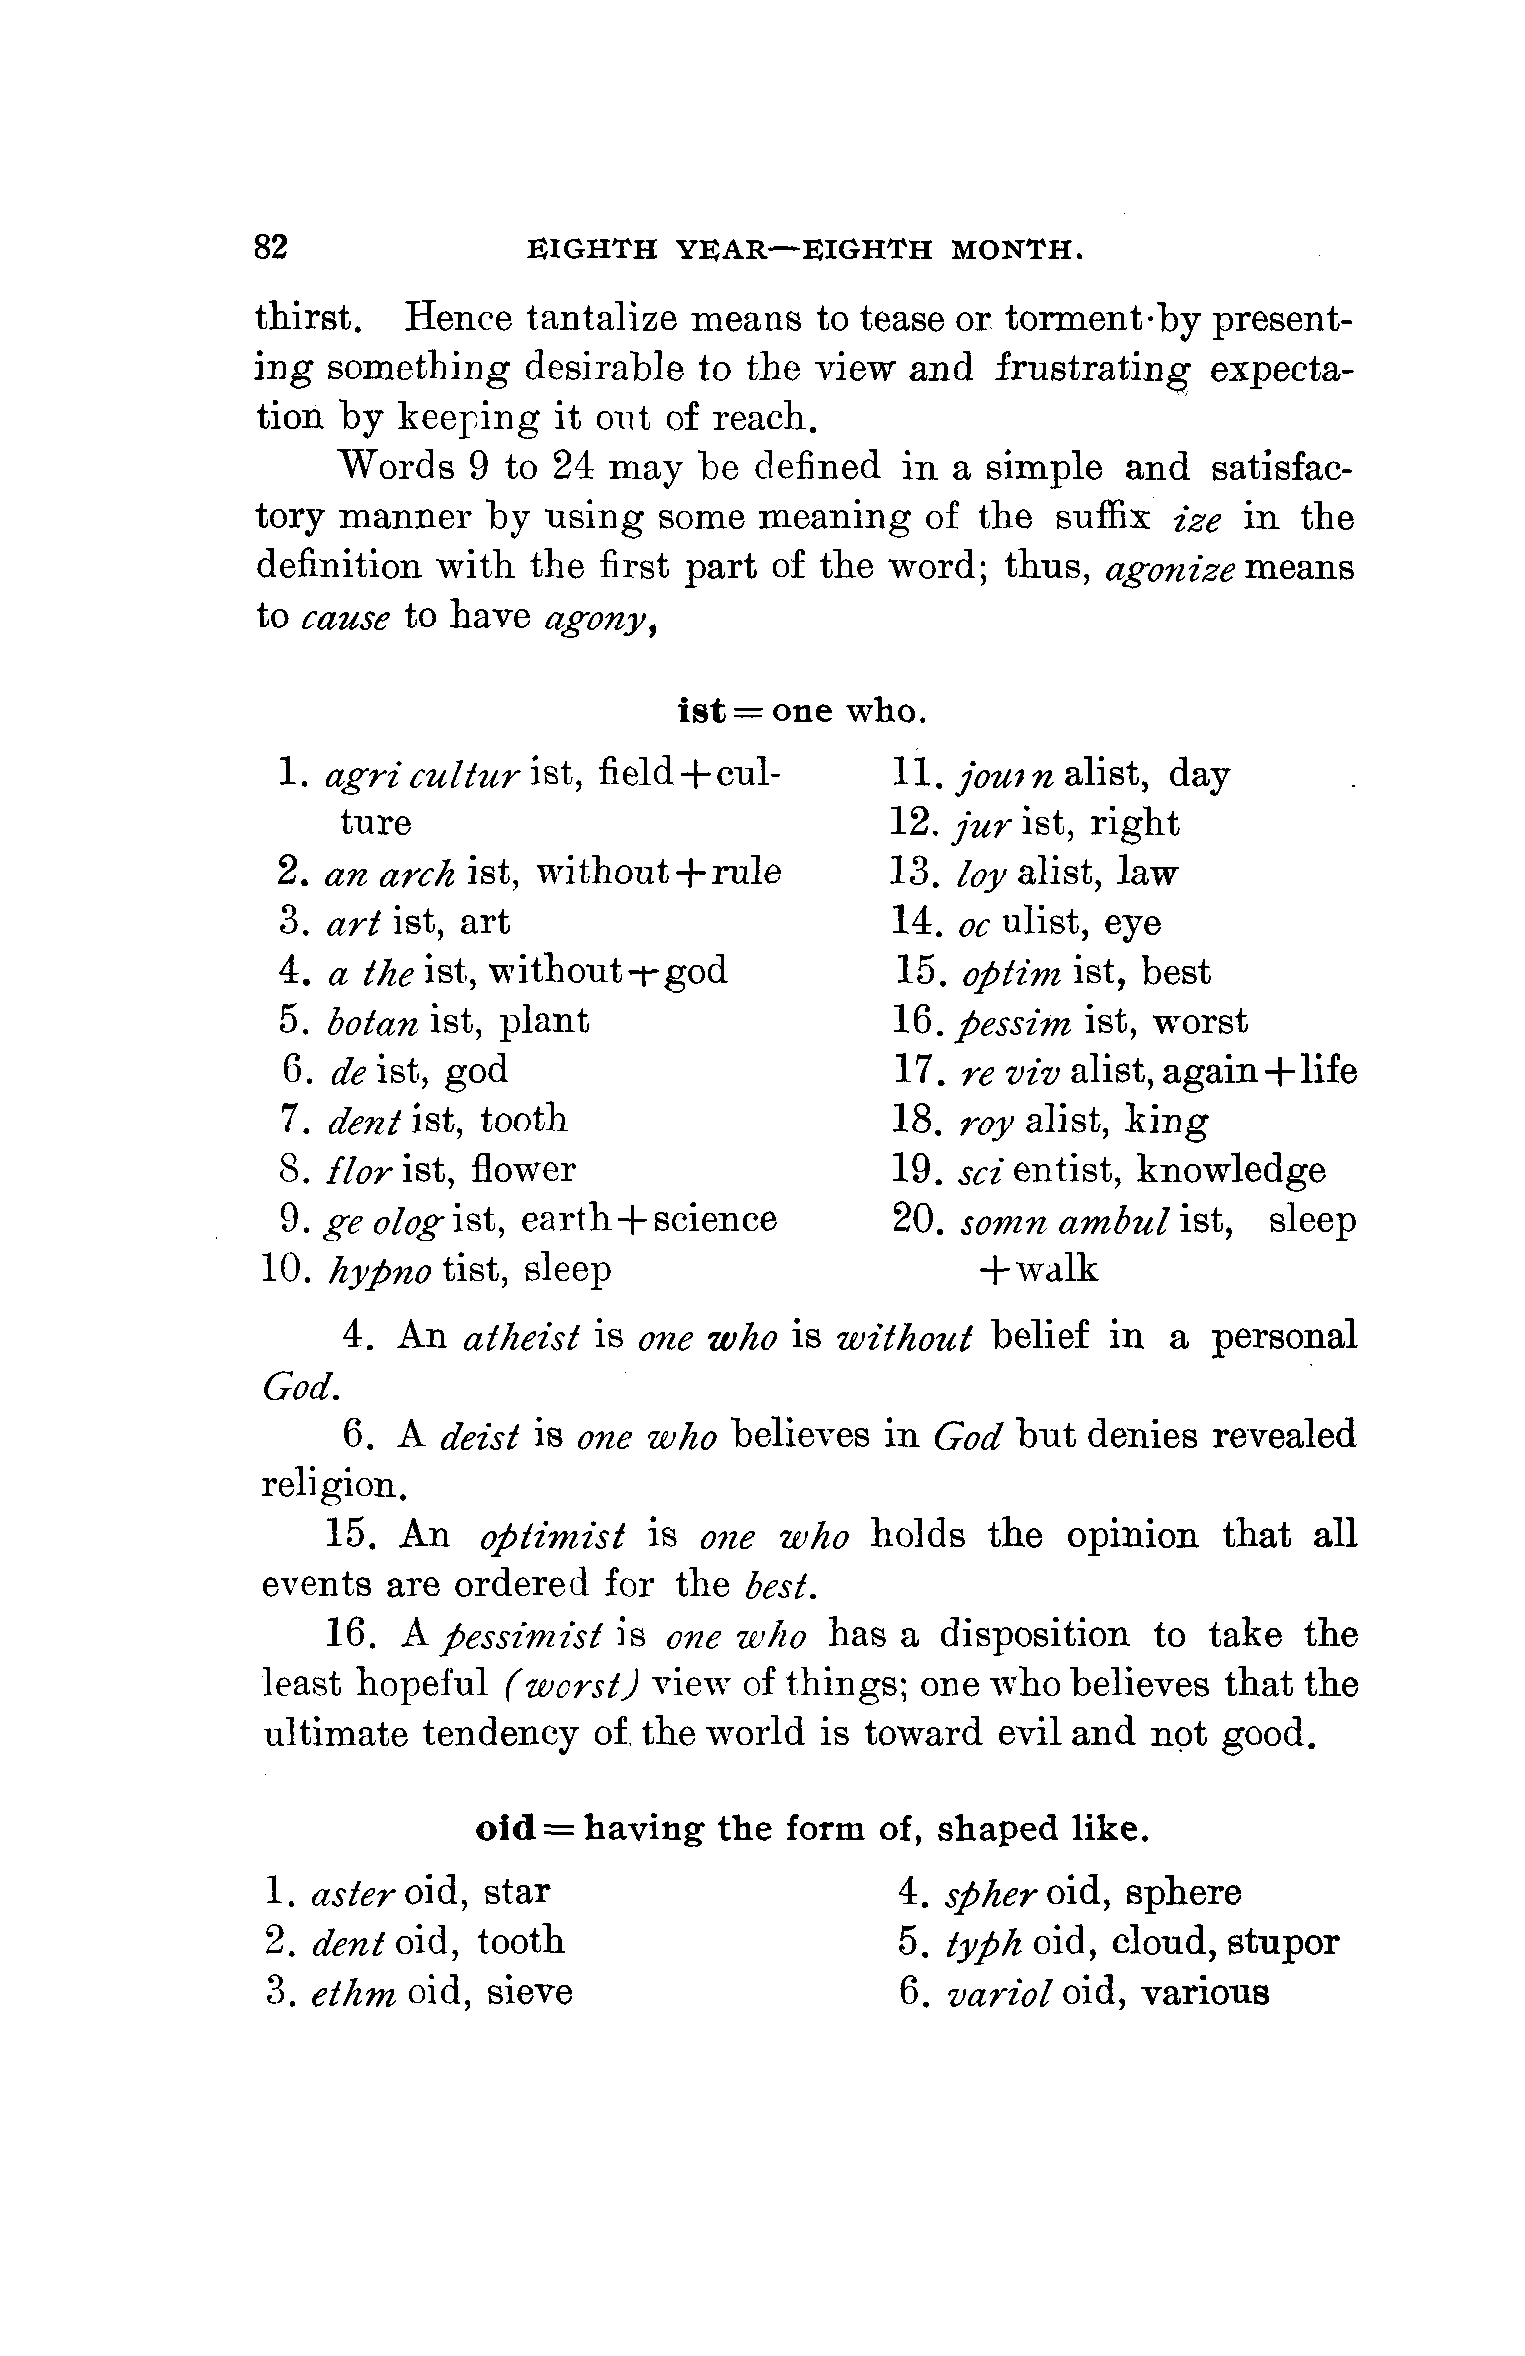 82 EIGHTH YEAR—EIGHTH MONTH.
thirst. Hence tantalize means to tease or torment by present-
ing something desirable to the view and frustrating expecta-
tion by keeping it out of reach.
Words 9 to 24 may be defined in a simple and satisfac-
tory manner by using some meaning of the suffix ize in the
definition with the first part of the word; thus, agonize means
to cause to have agony,
ist = one who.
1. agri cultur ist, field+cul-
ture
2. an arch ist, without+rule
3. art ist, art
4. a the ist, without+god
5. botan ist, plant
6. de ist, god
7. dent ist, tooth
8. flor ist, flower
9. ge olog ist, earth+science
10. hypno tist, sleep
11. journ alist, day
12. jur ist, right
13. loy alist, law
14. oc ulist, eye
15. optim ist, best
16. pessim ist, worst
17. re viv alist, again+life
18. roy alist, king
19. sci entist, knowledge
20. somn ambul ist, sleep
+walk
4. An atheist is one who is without belief in a personal
God.
6. A deist is one who believes in God but denies revealed
religion.
15. An optimist is one who holds the opinion that all
events are ordered for the best.
16. A pessimist is one who has a disposition to take the
least hopeful (worst) view of things; one who believes that the
ultimate tendency of the world is toward evil and not good.
oid = having the form of, shaped like.
1. aster oid, star
2. dent oid, tooth
3. ethm oid, sieve
4. spher oid, sphere
5. typh oid, cloud, stupor
6. variol oid, various